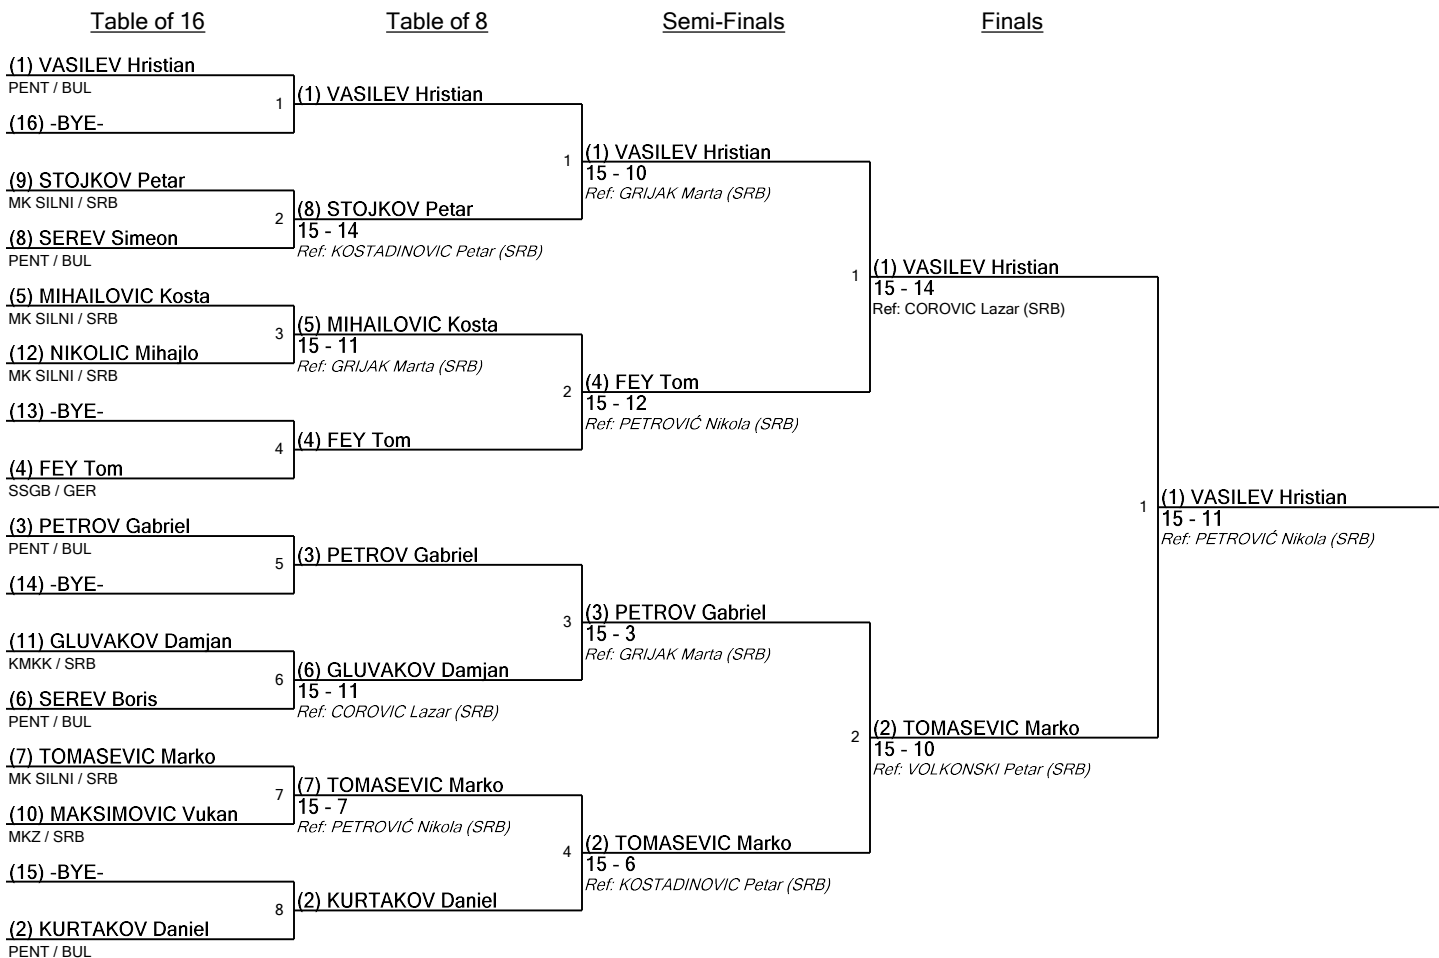 Table of 16
Table of 8
Semi-Finals
Finals
(1) VASILEV Hristian
PENT / BUL
1
(16) -BYE-
(9) STOJKOV Petar
MK SILNI / SRB
2
(8) SEREV Simeon
PENT / BUL
(5) MIHAILOVIC Kosta
MK SILNI / SRB
3
(12) NIKOLIC Mihajlo
MK SILNI / SRB
(13) -BYE-
4
(4) FEY Tom
SSGB / GER
(3) PETROV Gabriel
PENT / BUL
5
(14) -BYE-
(11) GLUVAKOV Damjan
KMKK / SRB
6
(6) SEREV Boris
PENT / BUL
(7) TOMASEVIC Marko
MK SILNI / SRB
7
(10) MAKSIMOVIC Vukan
MKZ / SRB
(15) -BYE-
8
(2) KURTAKOV Daniel
PENT / BUL
(1) VASILEV Hristian
1
(8) STOJKOV Petar
15 - 14
Ref: KOSTADINOVIC Petar (SRB)
(5) MIHAILOVIC Kosta
15 - 11
Ref: GRIJAK Marta (SRB)
2
(4) FEY Tom
(3) PETROV Gabriel
3
(6) GLUVAKOV Damjan
15 - 11
Ref: COROVIC Lazar (SRB)
(7) TOMASEVIC Marko
15 - 7
Ref: PETROVIĆ Nikola (SRB)
4
(2) KURTAKOV Daniel
(1) VASILEV Hristian
15 - 10
Ref: GRIJAK Marta (SRB)
1
(4) FEY Tom
15 - 12
Ref: PETROVIĆ Nikola (SRB)
(3) PETROV Gabriel
15 - 3
Ref: GRIJAK Marta (SRB)
2
(2) TOMASEVIC Marko
15 - 6
Ref: KOSTADINOVIC Petar (SRB)
(1) VASILEV Hristian
15 - 14
Ref: COROVIC Lazar (SRB)
1
(2) TOMASEVIC Marko
15 - 10
Ref: VOLKONSKI Petar (SRB)
(1) VASILEV Hristian
15 - 11
Ref: PETROVIĆ Nikola (SRB)